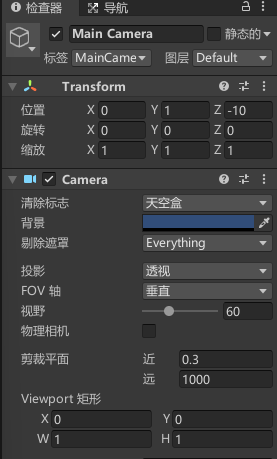 检查器 导航
Main Camera 静态的
标签 MainCame 图层 Default
Transform
位置 X 0 Y 1 Z -10
旋转 X 0 Y 0 Z 0
缩放 X 1 Y 1 Z 1
Camera
清除标志 天空盒
背景
剔除遮罩 Everything
投影 透视
FOV 轴 垂直
视野 60
物理相机
剪裁平面 近 0.3
远 1000
Viewport 矩形
X 0 Y 0
W 1 H 1